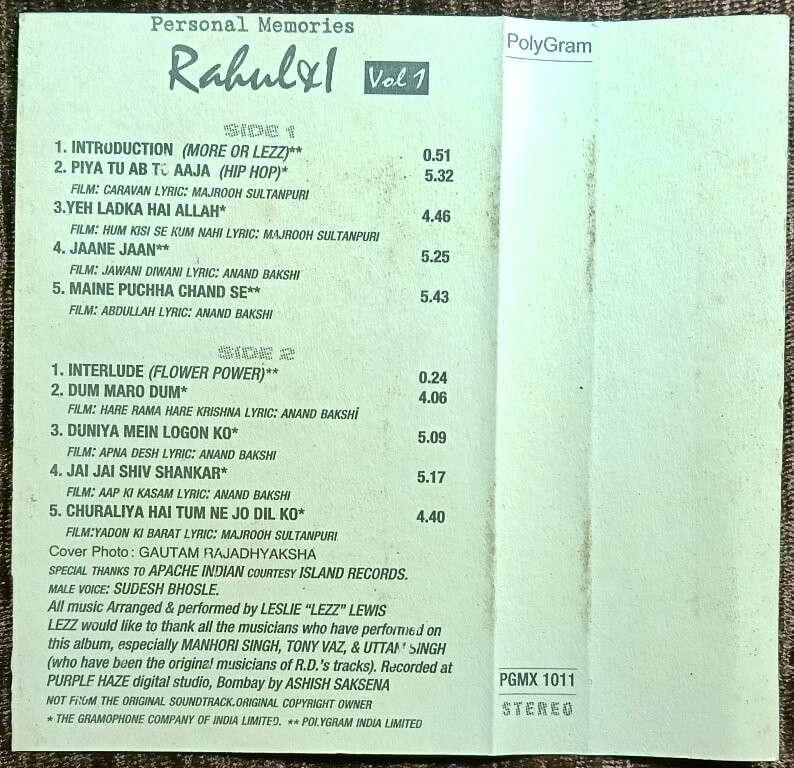 Personal Memories
Rahul&I
Vol 1
SIDE 1
1. INTRODUCTION (MORE OR LEZZ)** 0.51
2. PIYA TU AB TO AAJA (HIP HOP)* 5.32
FILM: CARAVAN LYRIC: MAJROOH SULTANPURI
3.YEH LADKA HAI ALLAH* 4.46
FILM: HUM KISI SE KUM NAHI LYRIC: MAJROOH SULTANPURI
4. JAANE JAAN** 5.25
FILM: JAWANI DIWANI LYRIC: ANAND BAKSHI
5. MAINE PUCHHA CHAND SE** 5.43
FILM: ABDULLAH LYRIC: ANAND BAKSHI
SIDE 2
1. INTERLUDE (FLOWER POWER)** 0.24
2. DUM MARO DUM* 4.06
FILM: HARE RAMA HARE KRISHNA LYRIC: ANAND BAKSHI
3. DUNIYA MEIN LOGON KO* 5.09
FILM: APNA DESH LYRIC: ANAND BAKSHI
4. JAI JAI SHIV SHANKAR* 5.17
FILM: AAP KI KASAM LYRIC: ANAND BAKSHI
5. CHURALIYA HAI TUM NE JO DIL KO* 4.40
FILM:YADON KI BARAT LYRIC: MAJROOH SULTANPURI
Cover Photo : GAUTAM RAJADHYAKSHA
SPECIAL THANKS TO APACHE INDIAN COURTESY ISLAND RECORDS.
MALE VOICE: SUDESH BHOSLE.
All music Arranged & performed by LESLIE "LEZZ" LEWIS
LEZZ would like to thank all the musicians who have performed on
this album, especially MANHORI SINGH, TONY VAZ, & UTTAM SINGH
(who have been the original musicians of R.D.'s tracks). Recorded at
PURPLE HAZE digital studio, Bombay by ASHISH SAKSENA
NOT FROM THE ORIGINAL SOUNDTRACK.ORIGINAL COPYRIGHT OWNER
* THE GRAMOPHONE COMPANY OF INDIA LIMITED. ** POLYGRAM INDIA LIMITED
PolyGram
PGMX 1011
STEREO